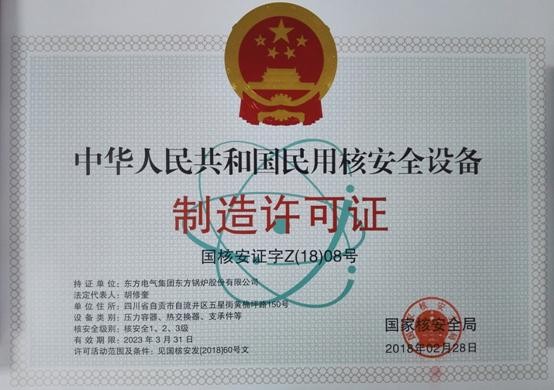 中华人民共和国民用核安全设备
制造许可证
国核安证字Z(18)08号
持 证 单 位：东方电气集团东方锅炉股份有限公司
法定代表人：胡修奎
单 位 住 所：四川省自贡市自流井区五星街黄桷坪路150号
设 备 类 别：压力容器、热交换器、支承件等
核安全级别：核安全1、2、3级
有 效 期 限：2023 年 3 月 31 日
许可活动范围及条件：见国核安发[2018]60号文
国家核安全局
2018年02月28日